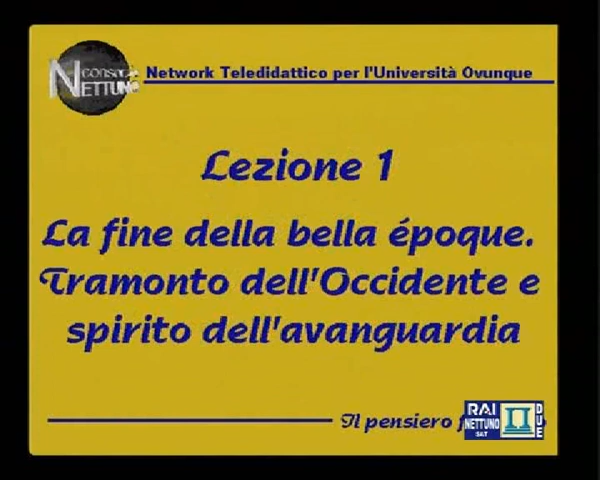 CONSORZIO
NETTUNO
Network Teledidattico per l'Università Ovunque
Lezione 1
La fine della bella époque.
Tramonto dell'Occidente e
spirito dell'avanguardia
Il pensiero
RAI
NETTUNO
SAT
DUE